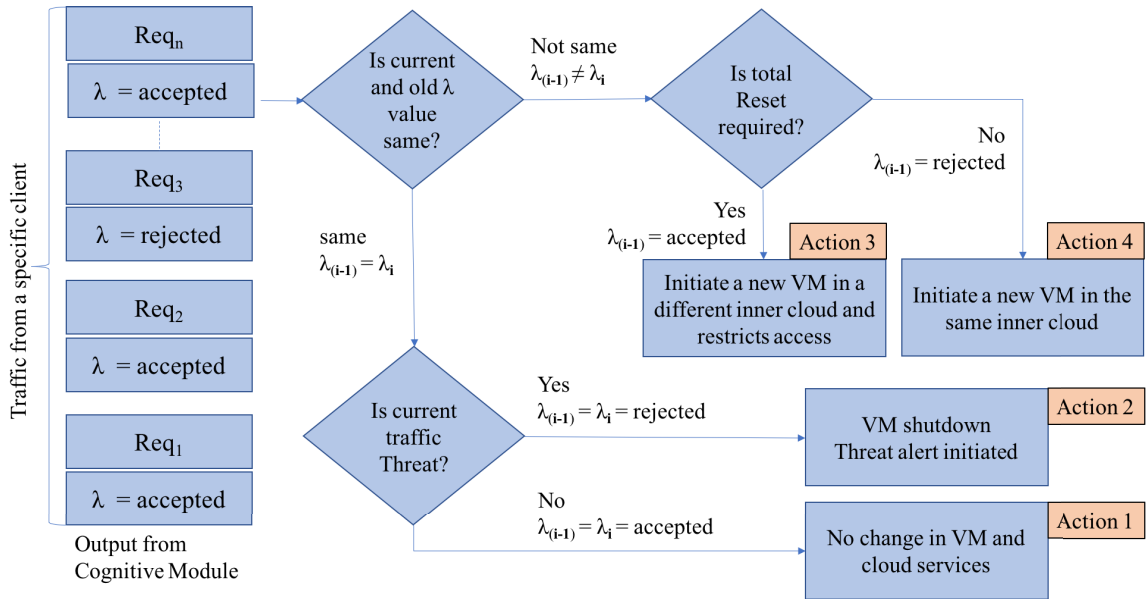 Traffic from a specific client
Reqₙ
λ = accepted
Req₃
λ = rejected
Req₂
λ = accepted
Req₁
λ = accepted
Output from
Cognitive Module
Is current
and old λ
value
same?
Not same
λ(i-1) ≠ λi
Is total
Reset
required?
No
λ(i-1) = rejected
Yes
λ(i-1) = accepted
Action 3
Initiate a new VM in a
different inner cloud and
restricts access
Action 4
Initiate a new VM in the
same inner cloud
same
λ(i-1) = λi
Is current
traffic
Threat?
Yes
λ(i-1) = λi = rejected
Action 2
VM shutdown
Threat alert initiated
No
λ(i-1) = λi = accepted
Action 1
No change in VM and
cloud services